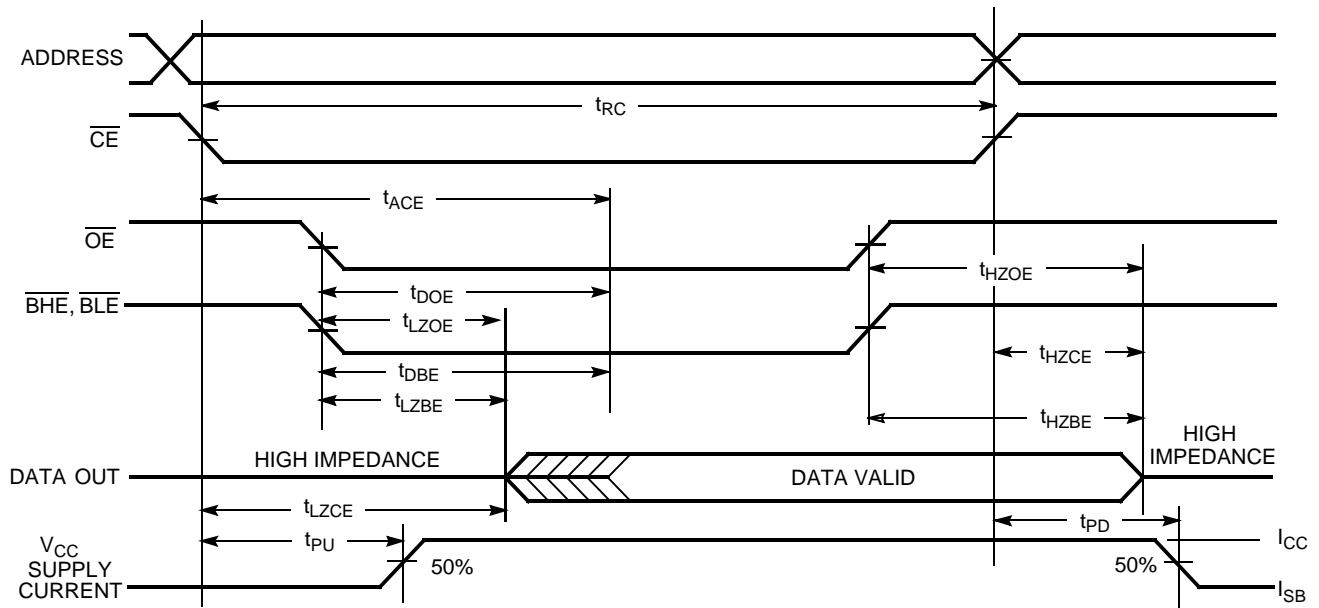 ADDRESS
tRC
CE
tACE
OE
tHZOE
tDOE
BHE, BLE
tLZOE
tHZCE
tDBE
tLZBE
tHZBE
HIGH
IMPEDANCE
HIGH IMPEDANCE
DATA OUT
DATA VALID
tLZCE
tPD
tPU
VCC
SUPPLY
CURRENT
50%
50%
ICC
ISB